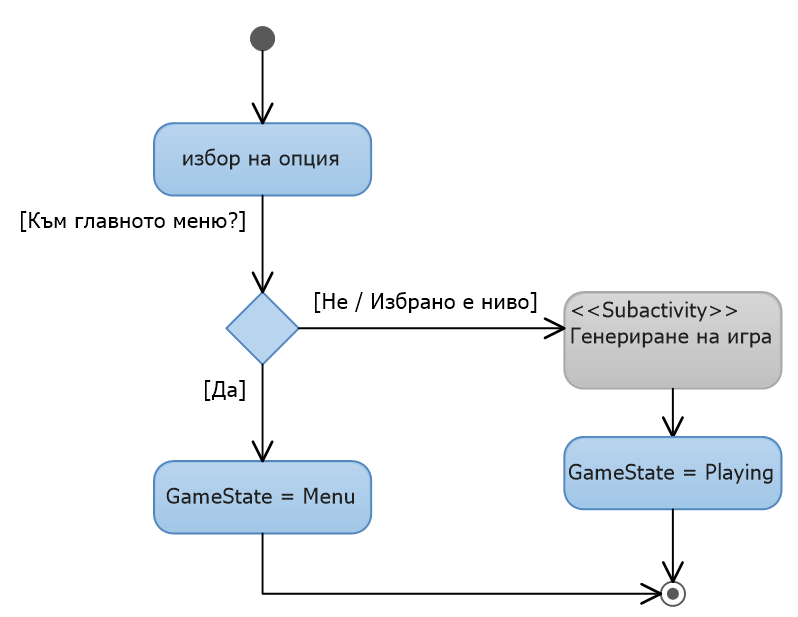 избор на опция
[Към главното меню?]
[Не / Избрано е ниво]
<<Subactivity>>
Генериране на игра
[Да]
GameState = Menu
GameState = Playing